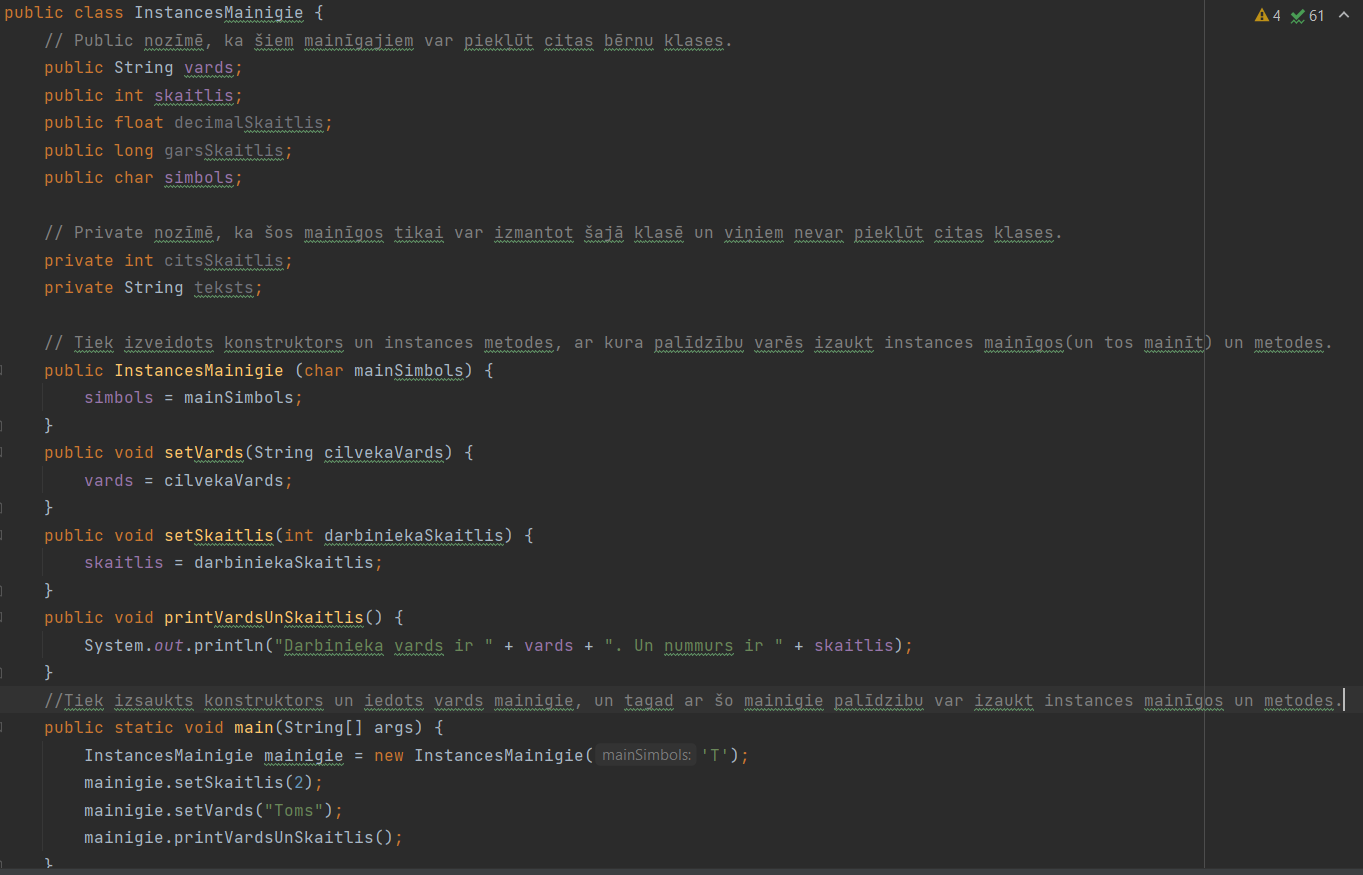 public class InstancesMainigie {
4 61
// Public nozīmē, ka šiem mainīgajiem var piekļūt citas bērnu klases.
public String vards;
public int skaitlis;
public float decimalSkaitlis;
public long garsSkaitlis;
public char simbols;
// Private nozīmē, ka šos mainīgos tikai var izmantot šajā klasē un viņiem nevar piekļūt citas klases.
private int citsSkaitlis;
private String teksts;
// Tiek izveidots konstruktors un instances metodes, ar kura palīdzību varēs izaukt instances mainīgos(un tos mainīt) un metodes.
public InstancesMainigie (char mainSimbols) {
simbols = mainSimbols;
}
public void setVards(String cilvekaVards) {
vards = cilvekaVards;
}
public void setSkaitlis(int darbiniekaSkaitlis) {
skaitlis = darbiniekaSkaitlis;
}
public void printVardsUnSkaitlis() {
System.out.println("Darbinieka vards ir " + vards + ". Un nummurs ir " + skaitlis);
}
//Tiek izsaukts konstruktors un iedots vards mainigie, un tagad ar šo mainigie palīdzibu var izaukt instances mainīgos un metodes.
public static void main(String[] args) {
InstancesMainigie mainigie = new InstancesMainigie( mainSimbols: 'T');
mainigie.setSkaitlis(2);
mainigie.setVards("Toms");
mainigie.printVardsUnSkaitlis();
}